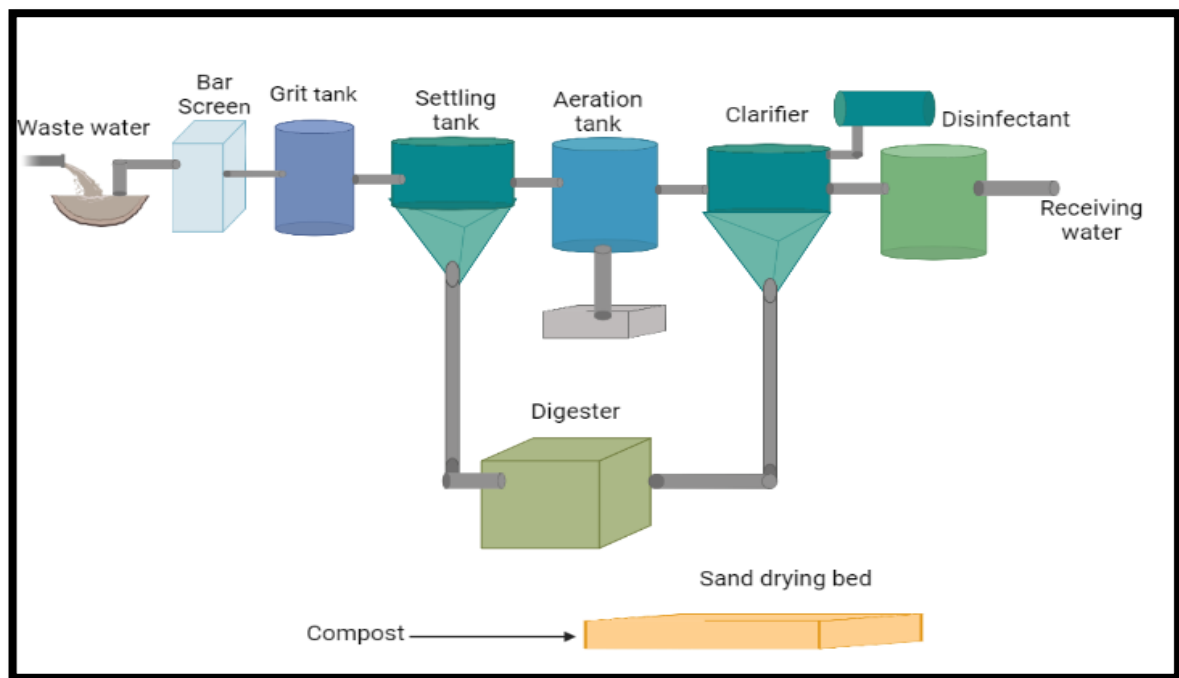 Waste water
Bar
Screen
Grit tank
Settling
tank
Aeration
tank
Clarifier
Disinfectant
Receiving
water
Digester
Sand drying bed
Compost